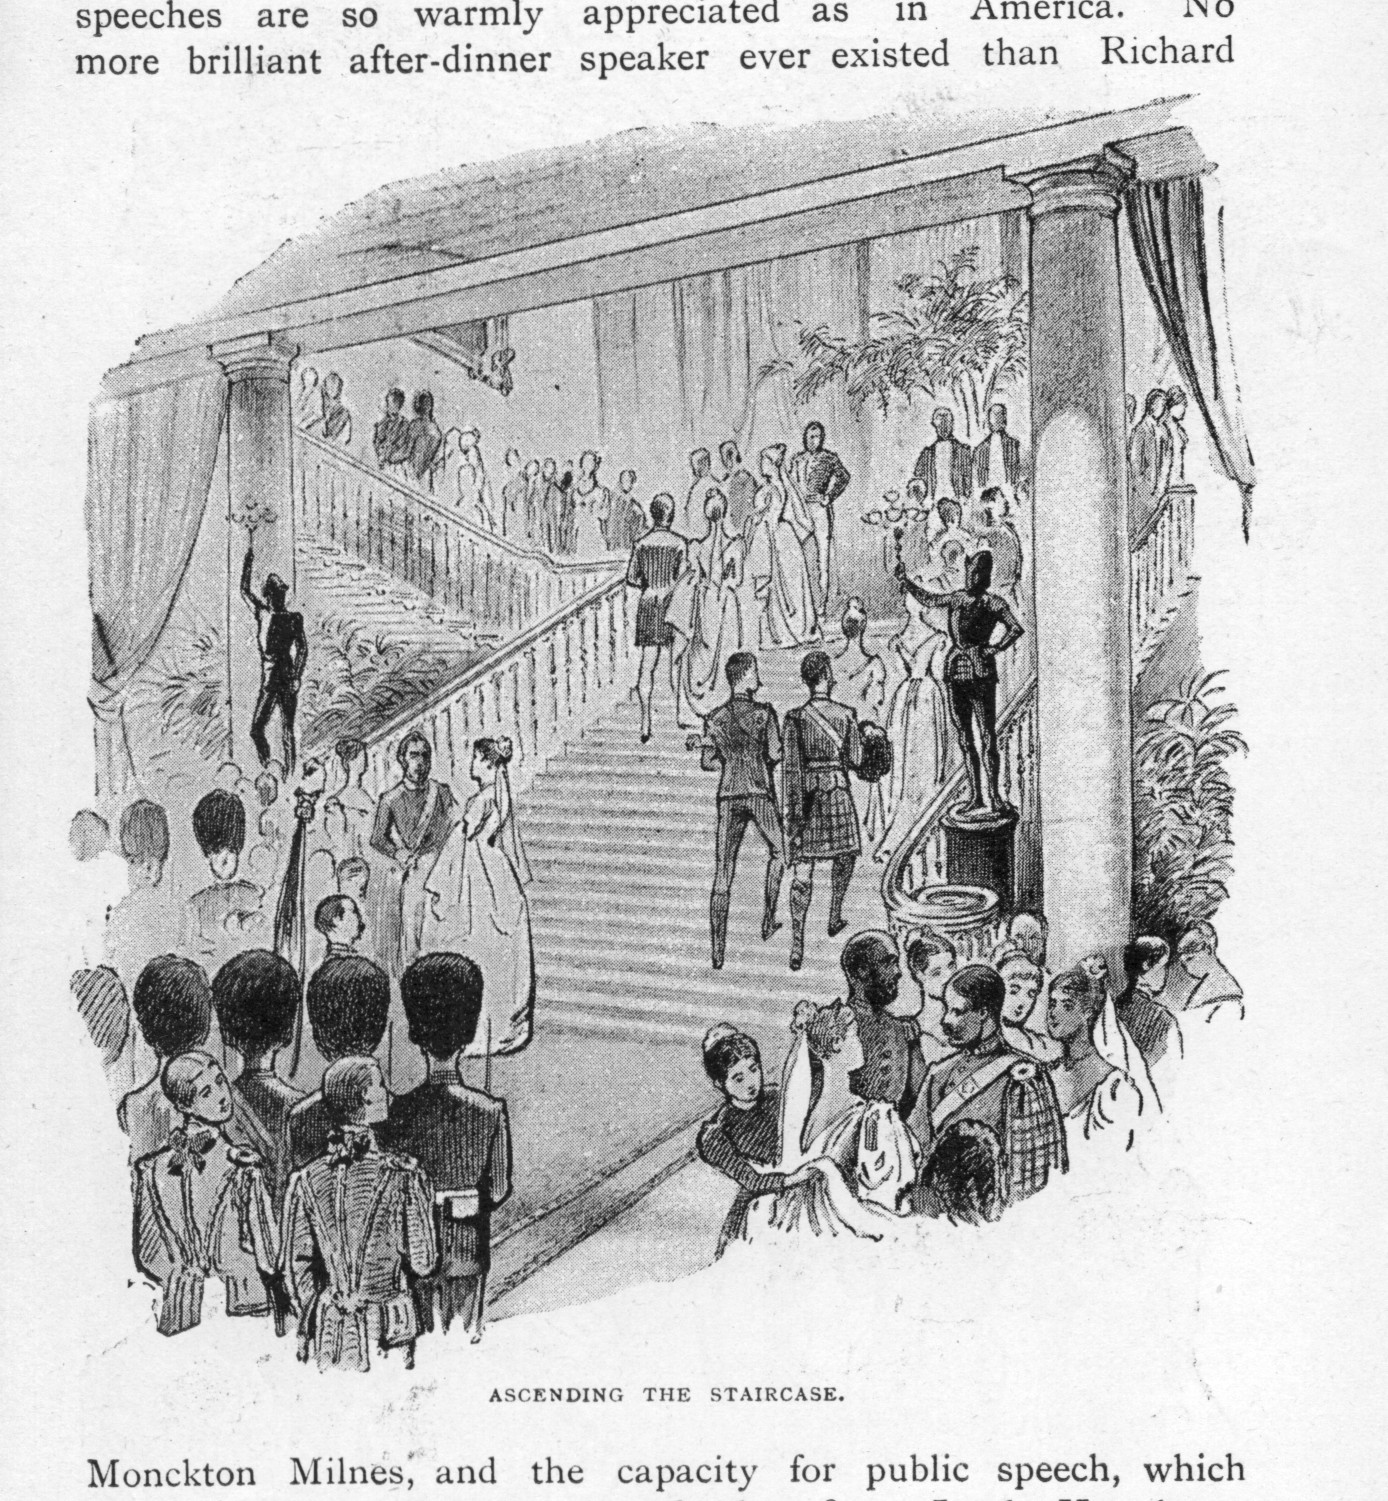 speeches are so warmly appreciated as in America. No
more brilliant after-dinner speaker ever existed than Richard
ASCENDING THE STAIRCASE.
Monckton Milnes, and the capacity for public speech, which